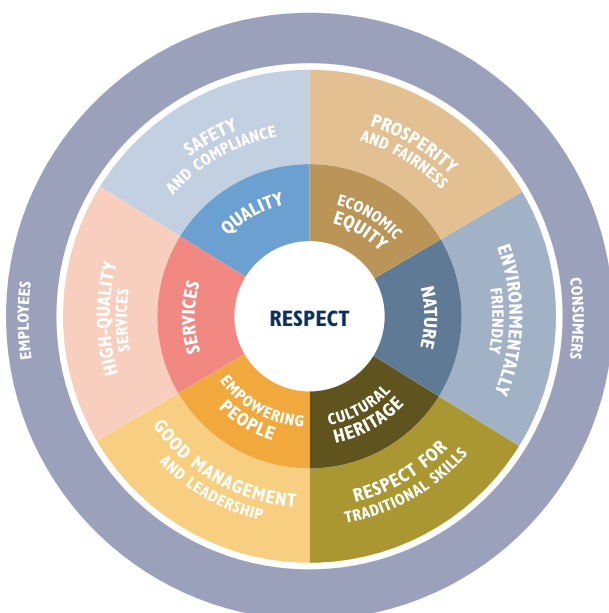 SAFETY
AND COMPLIANCE
PROSPERITY
AND FAIRNESS
QUALITY
ECONOMIC
EQUITY
EMPLOYEES
HIGH-QUALITY
SERVICES
SERVICES
RESPECT
NATURE
ENVIRONMENTALLY
FRIENDLY
CONSUMERS
EMPOWERING
PEOPLE
CULTURAL
HERITAGE
GOOD MANAGEMENT
AND LEADERSHIP
RESPECT FOR
TRADITIONAL SKILLS